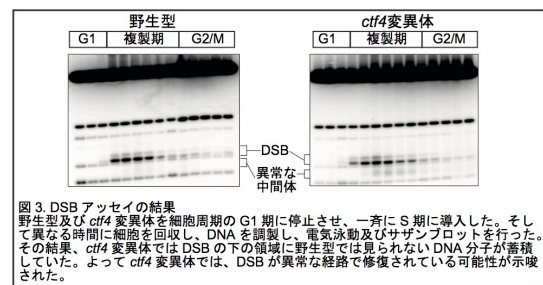 野生型
ctf4変異体
G1 複製期 G2/M
G1 複製期 G2/M
DSB
異常な
中間体
図 3. DSB アッセイの結果
野生型及び ctf4 変異体を細胞周期の G1 期に停止させ、一斉に S 期に導入した。そし
て異なる時間に細胞を回収し、DNA を調製し、電気泳動及びサザンブロットを行った。
その結果、ctf4 変異体では DSB の下の領域に野生型では見られない DNA 分子が蓄積
していた。よって ctf4 変異体では、DSB が異常な経路で修復されている可能性が示唆
された。